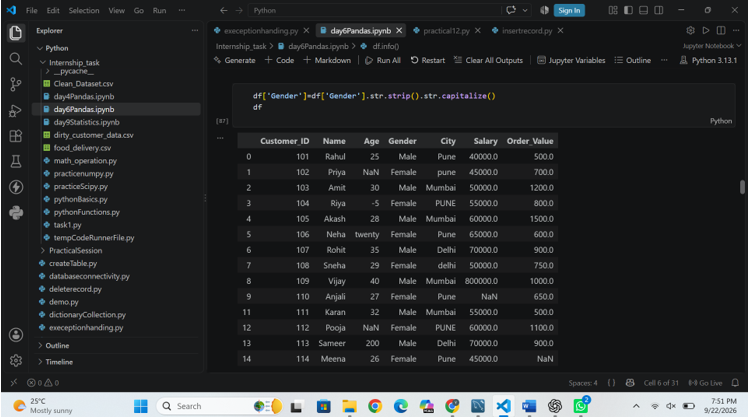 File Edit Selection View Go Run ··· Python Sign In
Explorer ···
Python
Internship_task
__pycache__
Clean_Dataset.csv
day4Pandas.ipynb
day6Pandas.ipynb
day9Statistics.ipynb
dirty_customer_data.csv
food_delivery.csv
math_operation.py
practicenumpy.py
practiceScipy.py
pythonBasics.py
pythonFunctions.py
task1.py
tempCodeRunnerFile.py
PracticalSession
createTable.py
databaseconnectivity.py
deleterecord.py
demo.py
dictionaryCollection.py
execeptionhanding.py
Outline
Timeline
execeptionhanding.py day6Pandas.ipynb practical12.py insertrecord.py
Internship_task > day6Pandas.ipynb > df.info()
Jupyter Notebook
Generate + Code + Markdown Run All Restart Clear All Outputs Jupyter Variables Outline ··· Python 3.13.1
df['Gender']=df['Gender'].str.strip().str.capitalize()
df
[87] Python
Customer_ID Name Age Gender City Salary Order_Value
0 101 Rahul 25 Male Pune 40000.0 500.0
1 102 Priya NaN Female pune 45000.0 700.0
2 103 Amit 30 Male Mumbai 50000.0 1200.0
3 104 Riya -5 Female PUNE 55000.0 800.0
4 105 Akash 28 Male Mumbai 60000.0 1500.0
5 106 Neha twenty Female Pune 65000.0 600.0
6 107 Rohit 35 Male Delhi 70000.0 900.0
7 108 Sneha 29 Female delhi 50000.0 750.0
8 109 Vijay 40 Male Mumbai 800000.0 1000.0
9 110 Anjali 27 Female Pune NaN 650.0
11 111 Karan 32 Male Mumbai 55000.0 500.0
12 112 Pooja NaN Female PUNE 60000.0 1100.0
13 113 Sameer 200 Male Delhi 70000.0 900.0
14 114 Meena 26 Female Pune 45000.0 NaN
0 0 Spaces: 4 Cell 6 of 31 Go Live
25°C
Mostly sunny
Search
2
7:51 PM
9/22/2026